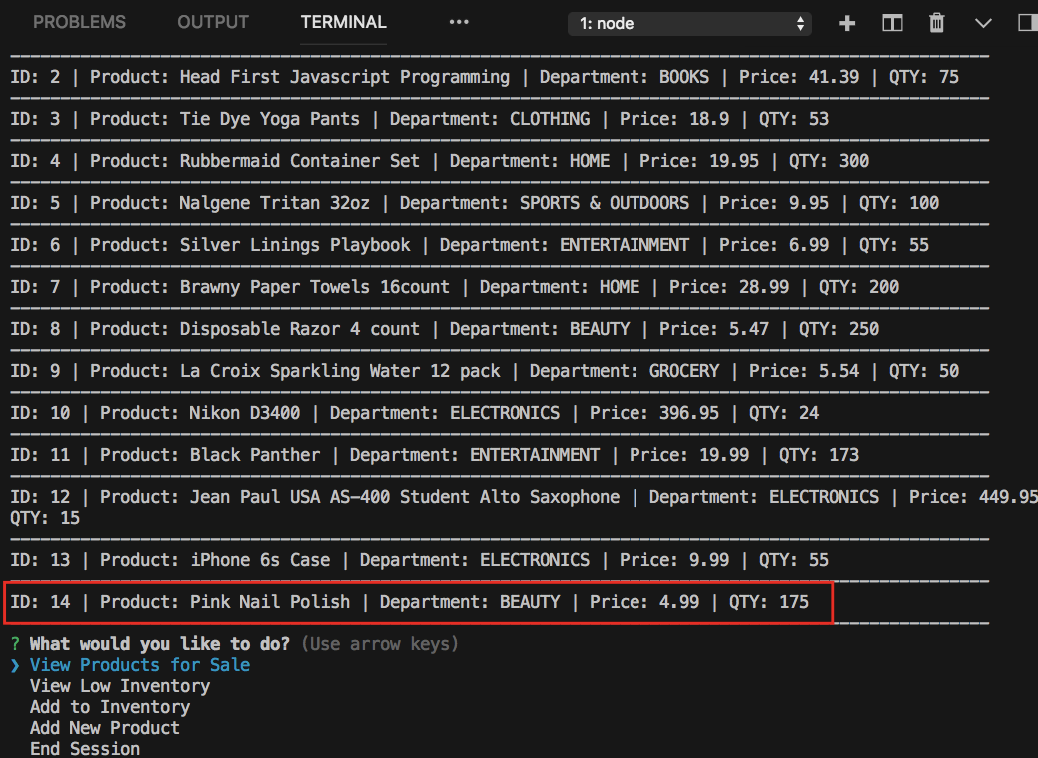 PROBLEMS OUTPUT TERMINAL ••• 1: node
ID: 2 | Product: Head First Javascript Programming | Department: BOOKS | Price: 41.39 | QTY: 75
ID: 3 | Product: Tie Dye Yoga Pants | Department: CLOTHING | Price: 18.9 | QTY: 53
ID: 4 | Product: Rubbermaid Container Set | Department: HOME | Price: 19.95 | QTY: 300
ID: 5 | Product: Nalgene Tritan 32oz | Department: SPORTS & OUTDOORS | Price: 9.95 | QTY: 100
ID: 6 | Product: Silver Linings Playbook | Department: ENTERTAINMENT | Price: 6.99 | QTY: 55
ID: 7 | Product: Brawny Paper Towels 16count | Department: HOME | Price: 28.99 | QTY: 200
ID: 8 | Product: Disposable Razor 4 count | Department: BEAUTY | Price: 5.47 | QTY: 250
ID: 9 | Product: La Croix Sparkling Water 12 pack | Department: GROCERY | Price: 5.54 | QTY: 50
ID: 10 | Product: Nikon D3400 | Department: ELECTRONICS | Price: 396.95 | QTY: 24
ID: 11 | Product: Black Panther | Department: ENTERTAINMENT | Price: 19.99 | QTY: 173
ID: 12 | Product: Jean Paul USA AS-400 Student Alto Saxophone | Department: ELECTRONICS | Price: 449.95
QTY: 15
ID: 13 | Product: iPhone 6s Case | Department: ELECTRONICS | Price: 9.99 | QTY: 55
ID: 14 | Product: Pink Nail Polish | Department: BEAUTY | Price: 4.99 | QTY: 175
? What would you like to do? (Use arrow keys)
❯ View Products for Sale
View Low Inventory
Add to Inventory
Add New Product
End Session